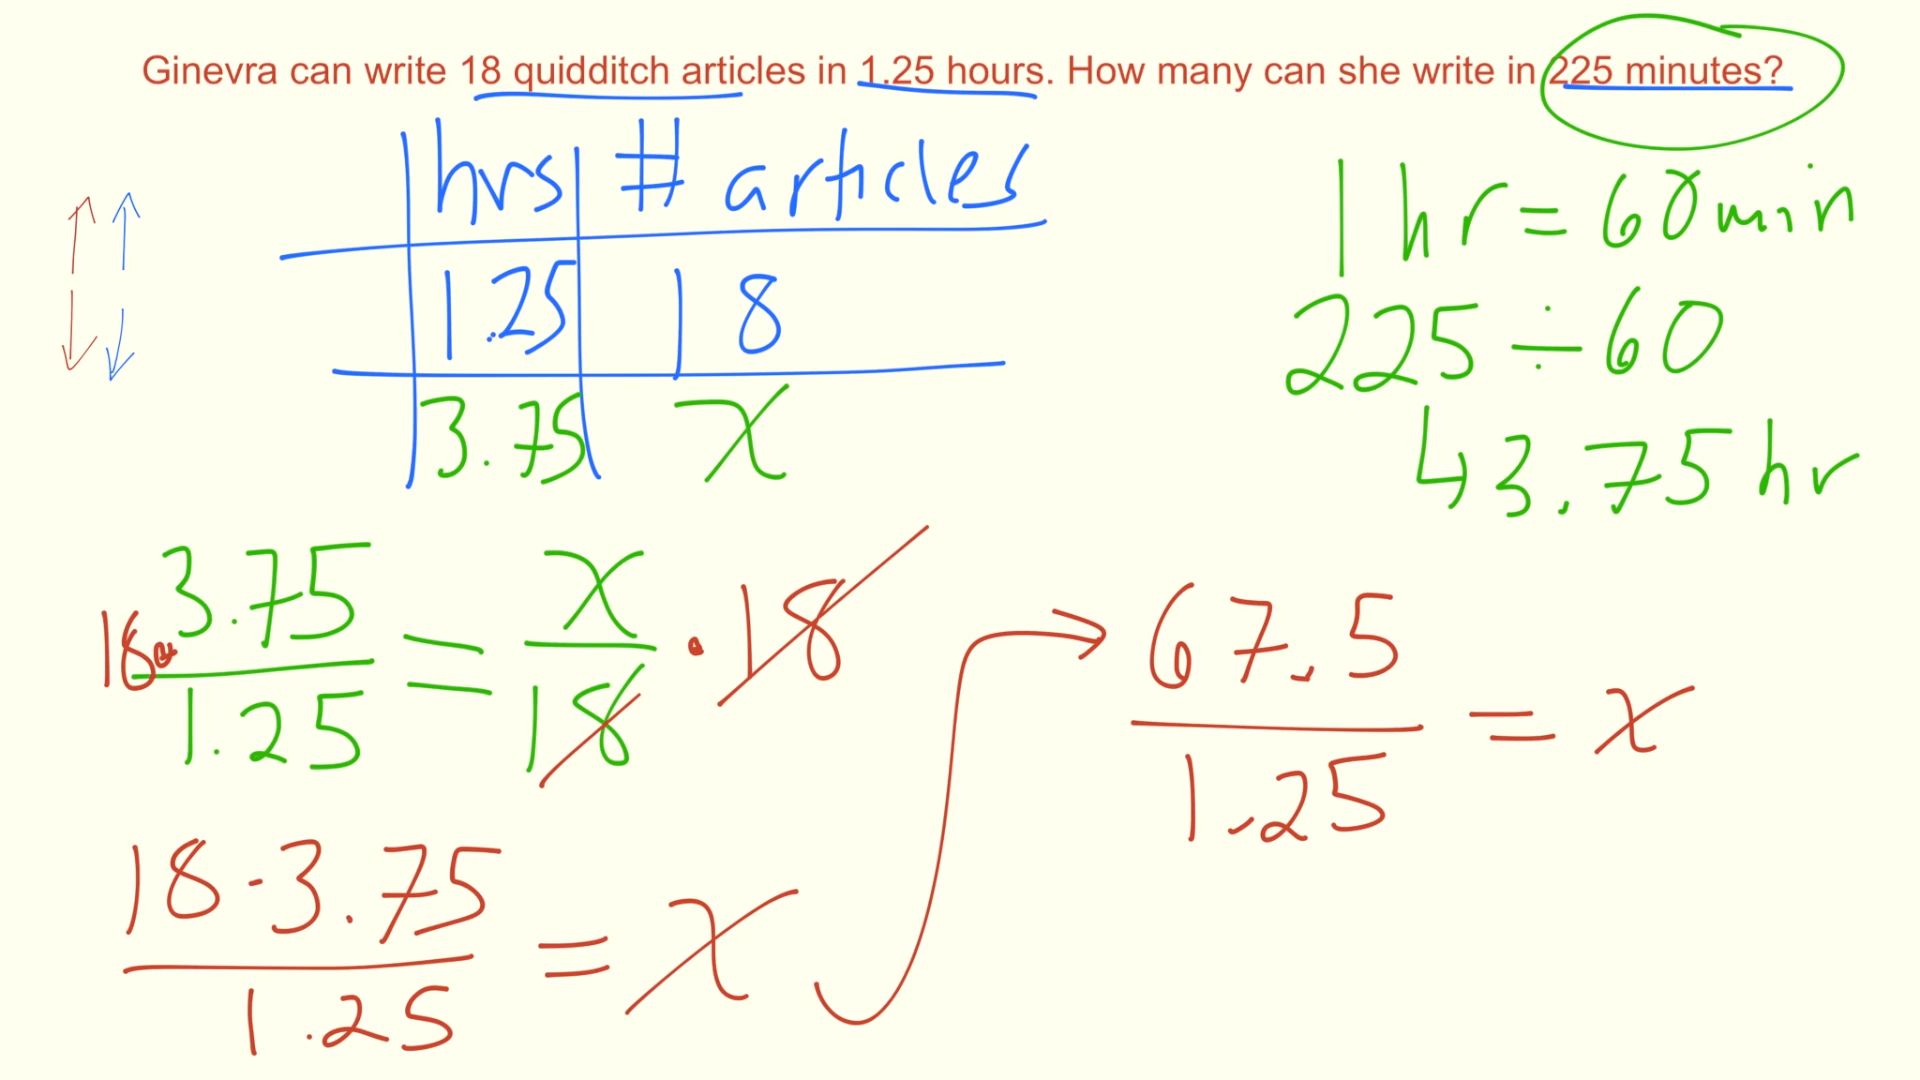 Ginevra can write 18 quidditch articles in 1.25 hours. How many can she write in 225 minutes?
hrs # articles
1.25 18
3.75 x
1 hr = 60 min
225 ÷ 60
43.75 hr
18 • 3.75 / 1.25 = x / 18 • 18
18 - 3.75 / 1.25 = x
67.5 / 1.25 = x